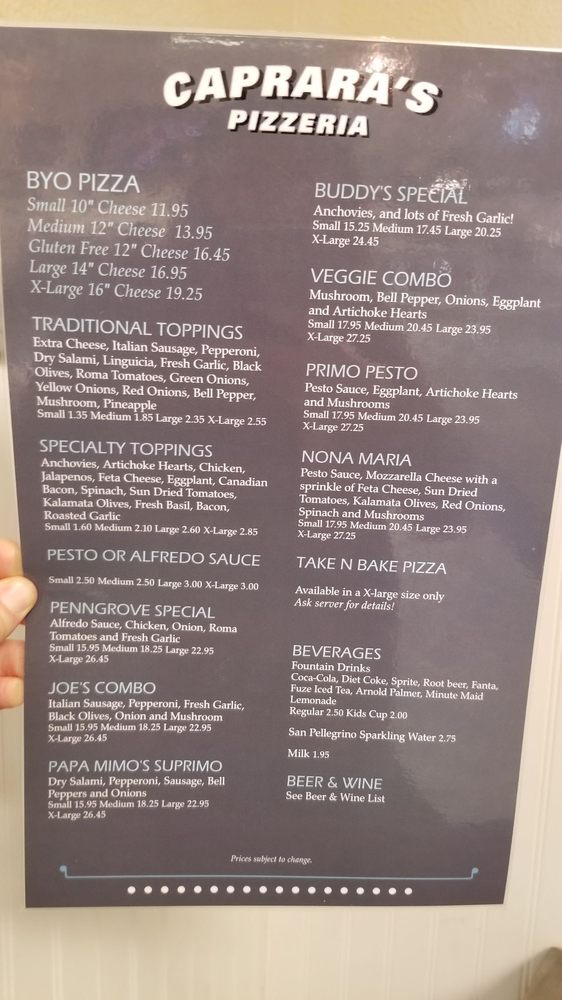 CAPRARA'S
PIZZERIA
BYO PIZZA
Small 10" Cheese 11.95
Medium 12" Cheese 13.95
Gluten Free 12" Cheese 16.45
Large 14" Cheese 16.95
X-Large 16" Cheese 19.25
TRADITIONAL TOPPINGS
Extra Cheese, Italian Sausage, Pepperoni,
Dry Salami, Linguicia, Fresh Garlic, Black
Olives, Roma Tomatoes, Green Onions,
Yellow Onions, Red Onions, Bell Pepper,
Mushroom, Pineapple
Small 1.35 Medium 1.85 Large 2.35 X-Large 2.55
SPECIALTY TOPPINGS
Anchovies, Artichoke Hearts, Chicken,
Jalapenos, Feta Cheese, Eggplant, Canadian
Bacon, Spinach, Sun Dried Tomatoes,
Kalamata Olives, Fresh Basil, Bacon,
Roasted Garlic
Small 1.60 Medium 2.10 Large 2.60 X-Large 2.85
PESTO OR ALFREDO SAUCE
Small 2.50 Medium 2.50 Large 3.00 X-Large 3.00
PENNGROVE SPECIAL
Alfredo Sauce, Chicken, Onion, Roma
Tomatoes and Fresh Garlic
Small 15.95 Medium 18.25 Large 22.95
X-Large 26.45
JOE'S COMBO
Italian Sausage, Pepperoni, Fresh Garlic,
Black Olives, Onion and Mushroom
Small 15.95 Medium 18.25 Large 22.95
X-Large 26.45
PAPA MIMO'S SUPRIMO
Dry Salami, Pepperoni, Sausage, Bell
Peppers and Onions
Small 15.95 Medium 18.25 Large 22.95
X-Large 26.45
BUDDY'S SPECIAL
Anchovies, and lots of Fresh Garlic!
Small 15.25 Medium 17.45 Large 20.25
X-Large 24.45
VEGGIE COMBO
Mushroom, Bell Pepper, Onions, Eggplant
and Artichoke Hearts
Small 17.95 Medium 20.45 Large 23.95
X-Large 27.25
PRIMO PESTO
Pesto Sauce, Eggplant, Artichoke Hearts
and Mushrooms
Small 17.95 Medium 20.45 Large 23.95
X-Large 27.25
NONA MARIA
Pesto Sauce, Mozzarella Cheese with a
sprinkle of Feta Cheese, Sun Dried
Tomatoes, Kalamata Olives, Red Onions,
Spinach and Mushrooms
Small 17.95 Medium 20.45 Large 23.95
X-Large 27.25
TAKE N BAKE PIZZA
Available in a X-large size only
Ask server for details!
BEVERAGES
Fountain Drinks
Coca-Cola, Diet Coke, Sprite, Root beer, Fanta,
Fuze Iced Tea, Arnold Palmer, Minute Maid
Lemonade
Regular 2.50 Kids Cup 2.00
San Pellegrino Sparkling Water 2.75
Milk 1.95
BEER & WINE
See Beer & Wine List
Prices subject to change.